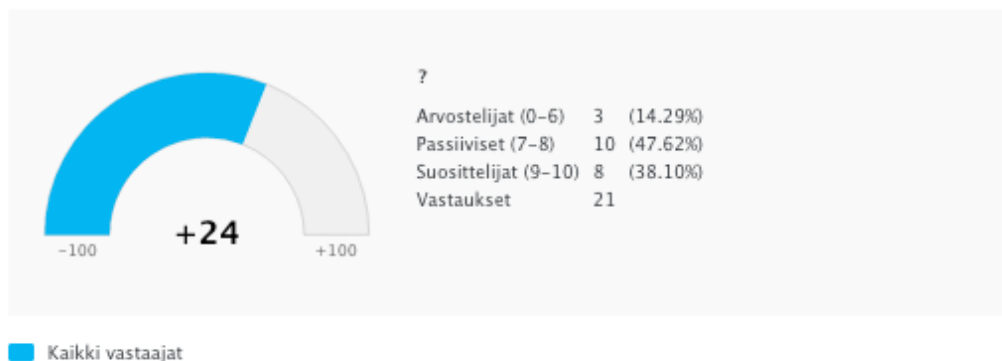 ?
Arvostelijat (0–6) 3 (14.29%)
Passiiviset (7–8) 10 (47.62%)
Suosittelijat (9–10) 8 (38.10%)
Vastaukset 21
+24
–100 +100
Kaikki vastaajat